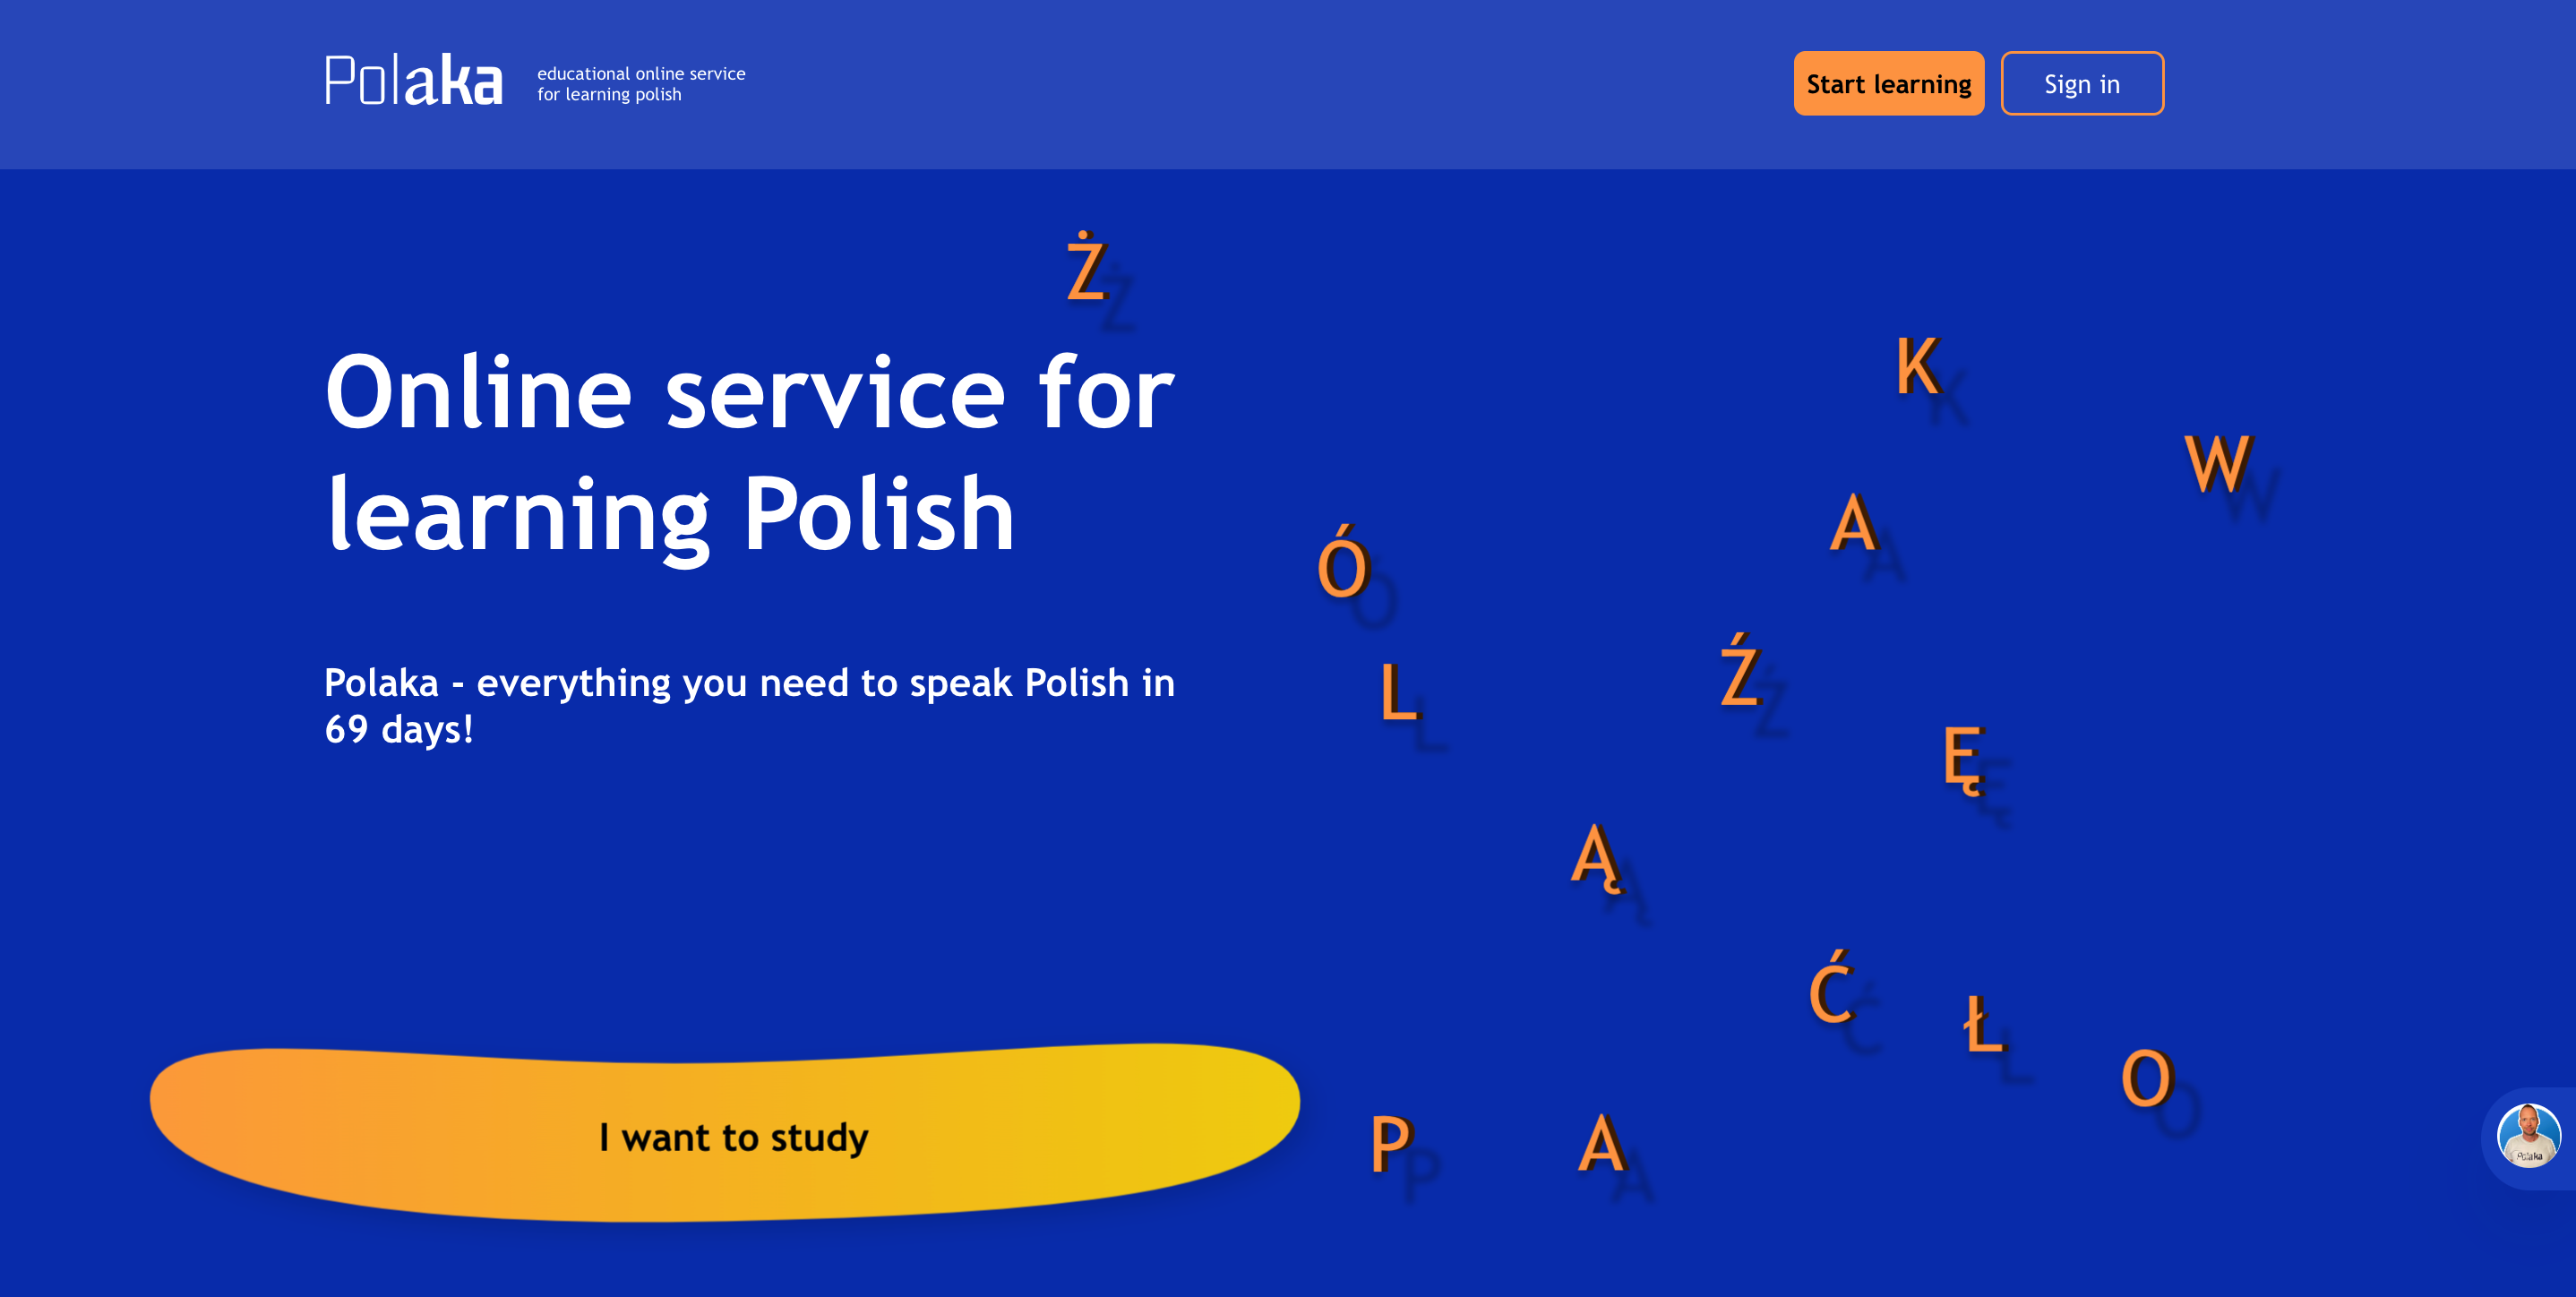 Polaka
educational online service
for learning polish
Start learning
Sign in
Ż
Online service for
learning Polish
K
W
A
Ó
Ź
L
Polaka - everything you need to speak Polish in
69 days!
Ę
Ą
Ć
Ł
O
I want to study
P
A
Polaka